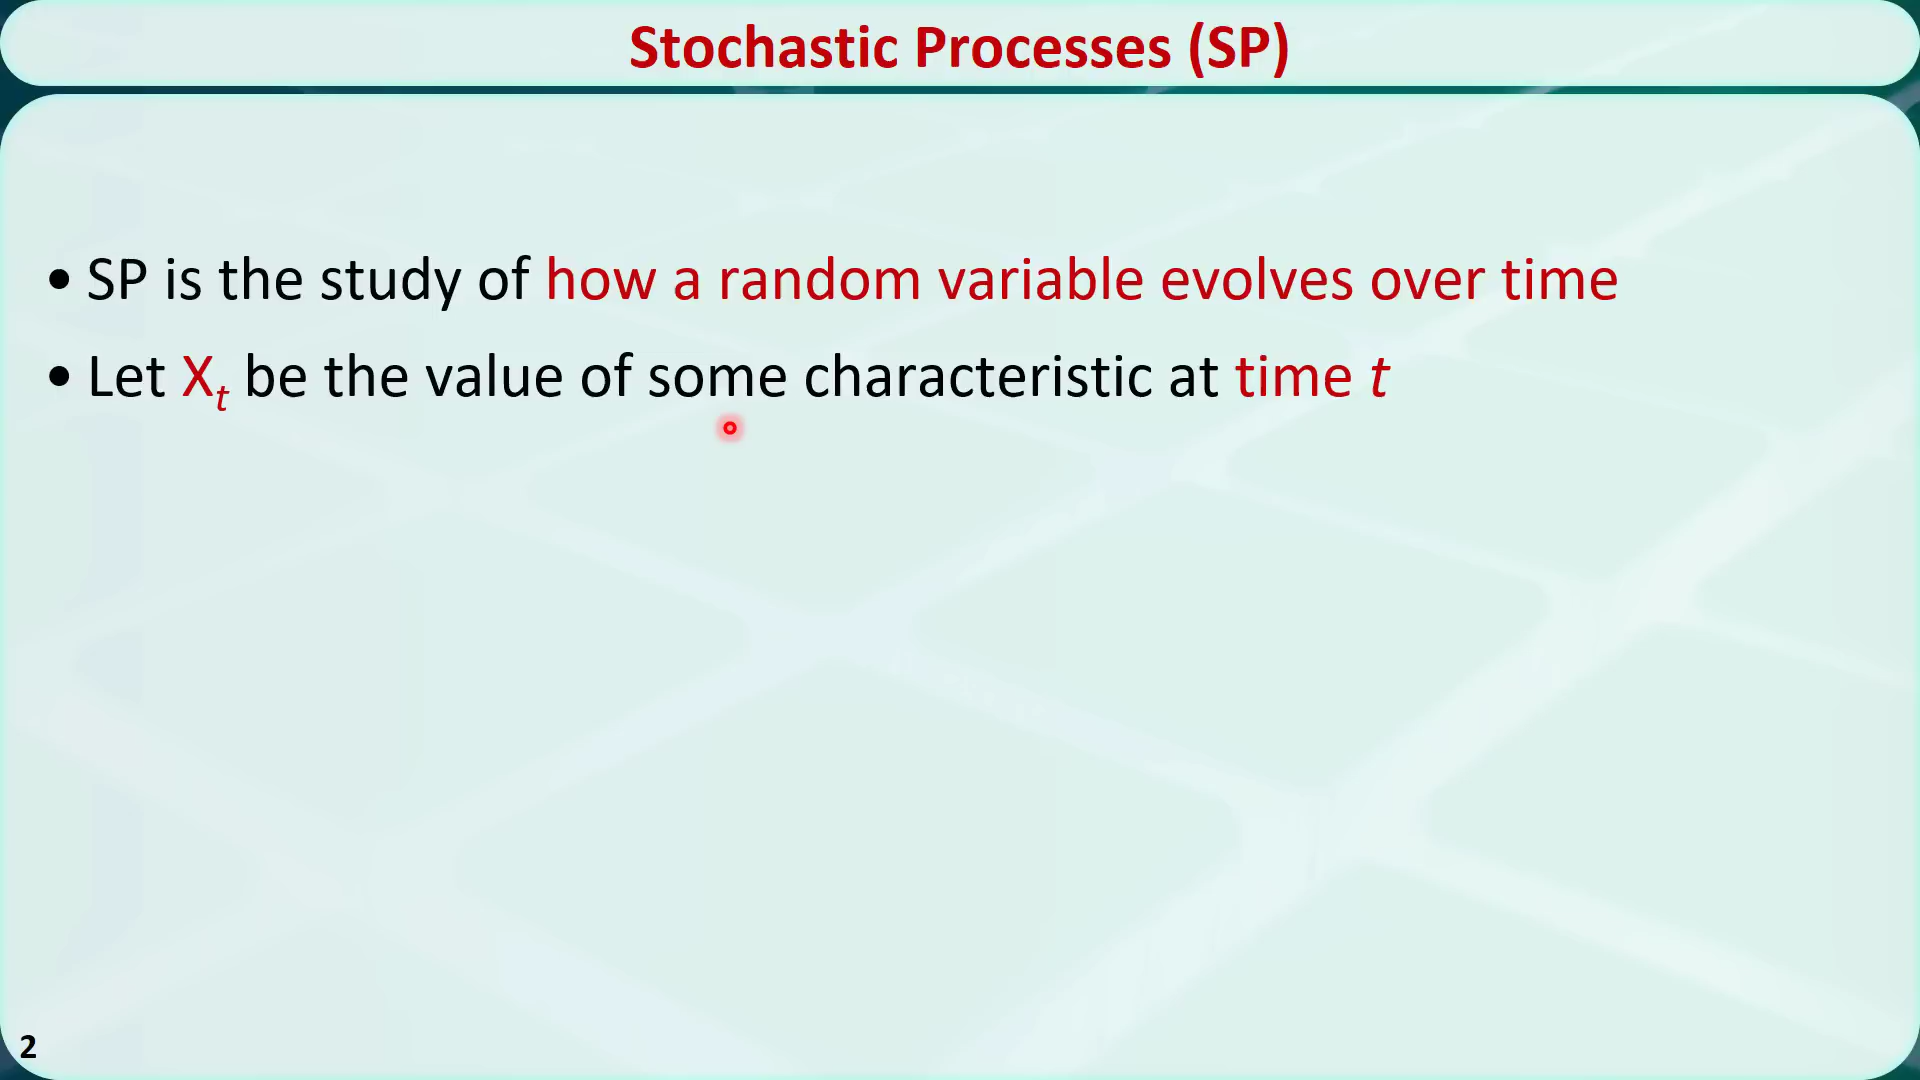 Stochastic Processes (SP)
• SP is the study of how a random variable evolves over time
• Let Xₜ be the value of some characteristic at time t
2